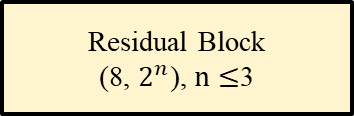 Residual Block
(8, 2ⁿ), n ≤3